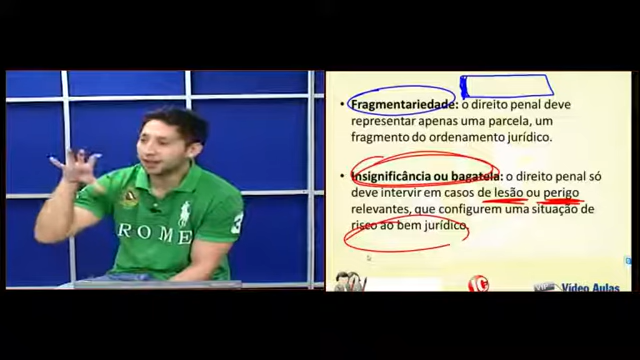 Fragmentariedade: o direito penal deve
representar apenas uma parcela, um
fragmento do ordenamento jurídico.
Insignificância ou bagatela: o direito penal só
deve intervir em casos de lesão ou perigo
relevantes, que configurem uma situação de
risco ao bem jurídico.
3
ROME
Vídeo Aulas